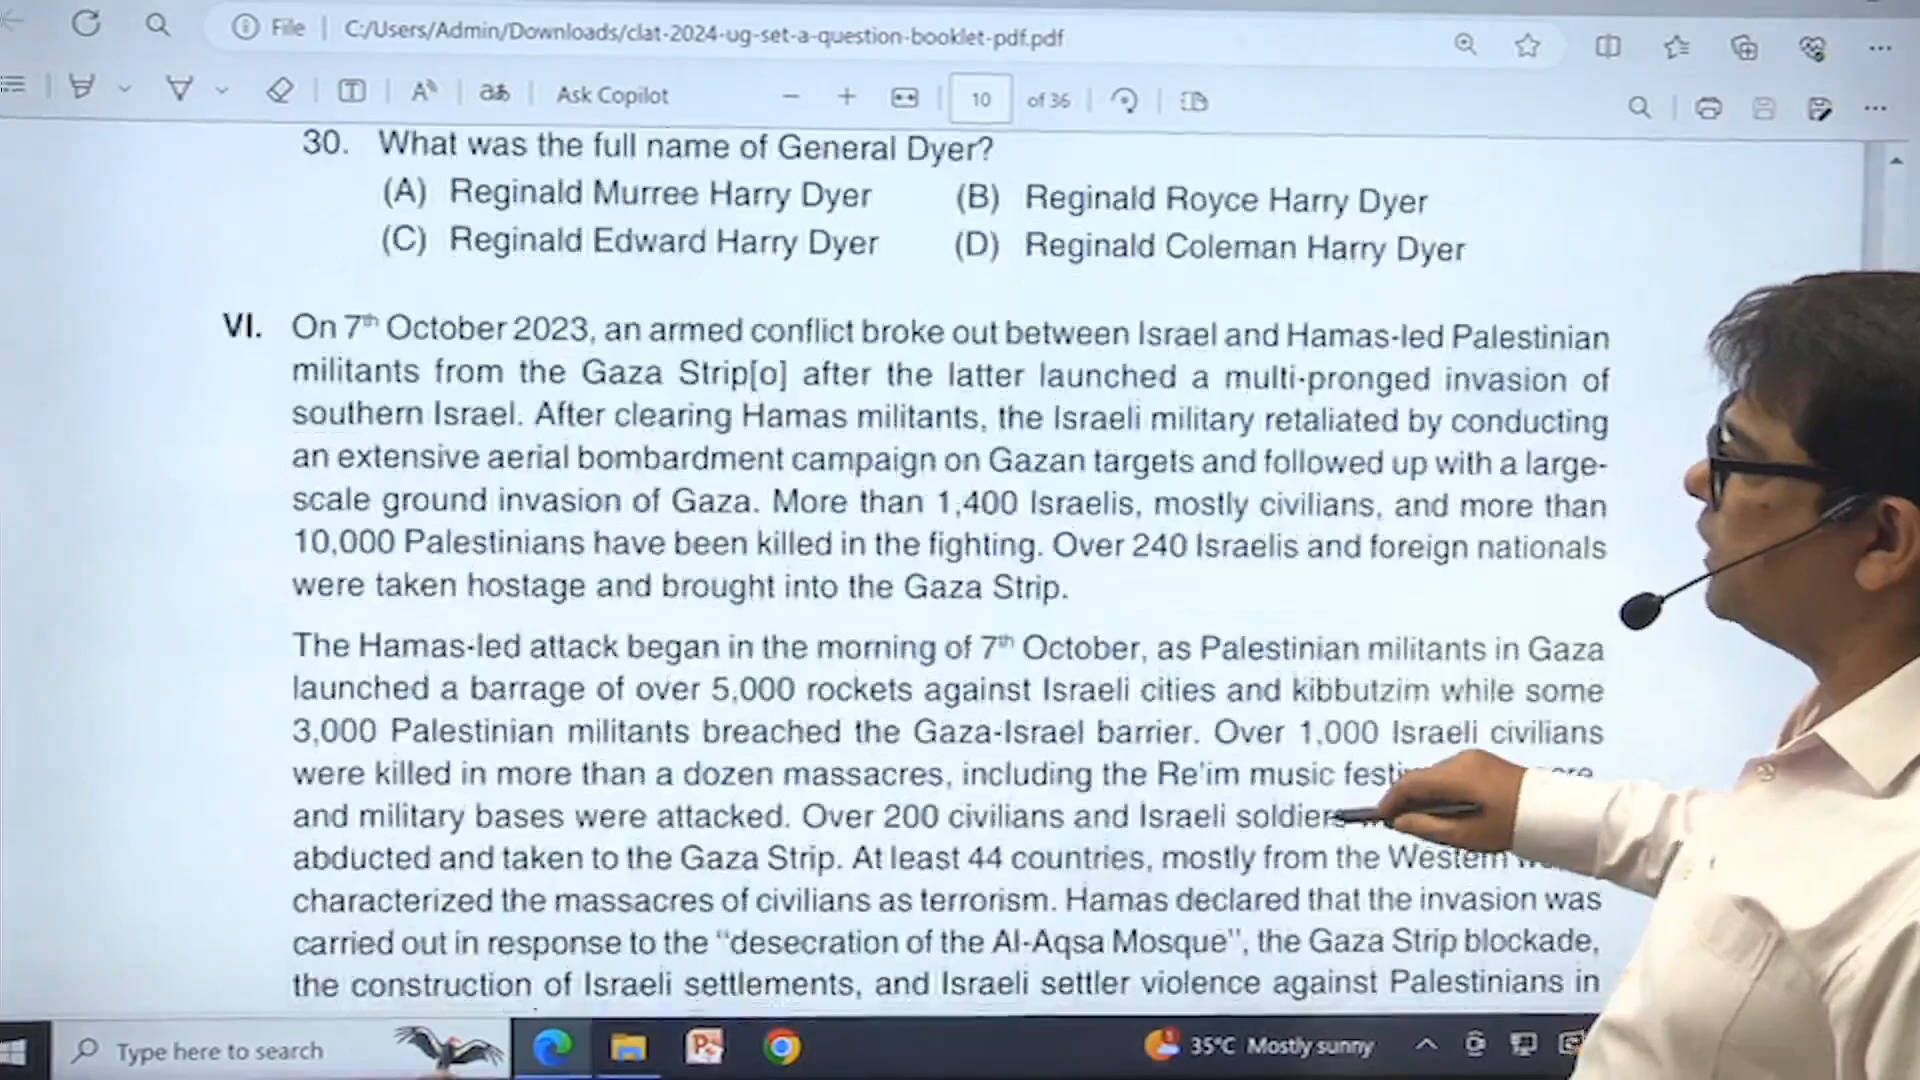 File | C:/Users/Admin/Downloads/clat-2024-ug-set-a-question-booklet-pdf.pdf
T A aあ Ask Copilot 10 of 36
30. What was the full name of General Dyer?
(A) Reginald Murree Harry Dyer (B) Reginald Royce Harry Dyer
(C) Reginald Edward Harry Dyer (D) Reginald Coleman Harry Dyer
VI. On 7th October 2023, an armed conflict broke out between Israel and Hamas-led Palestinian
militants from the Gaza Strip[o] after the latter launched a multi-pronged invasion of
southern Israel. After clearing Hamas militants, the Israeli military retaliated by conducting
an extensive aerial bombardment campaign on Gazan targets and followed up with a large-
scale ground invasion of Gaza. More than 1,400 Israelis, mostly civilians, and more than
10,000 Palestinians have been killed in the fighting. Over 240 Israelis and foreign nationals
were taken hostage and brought into the Gaza Strip.
The Hamas-led attack began in the morning of 7th October, as Palestinian militants in Gaza
launched a barrage of over 5,000 rockets against Israeli cities and kibbutzim while some
3,000 Palestinian militants breached the Gaza-Israel barrier. Over 1,000 Israeli civilians
were killed in more than a dozen massacres, including the Re'im music
and military bases were attacked. Over 200 civilians and Israeli soldiers
abducted and taken to the Gaza Strip. At least 44 countries, mostly from the Western
characterized the massacres of civilians as terrorism. Hamas declared that the invasion was
carried out in response to the "desecration of the Al-Aqsa Mosque", the Gaza Strip blockade,
the construction of Israeli settlements, and Israeli settler violence against Palestinians in
Type here to search 35°C Mostly sunny